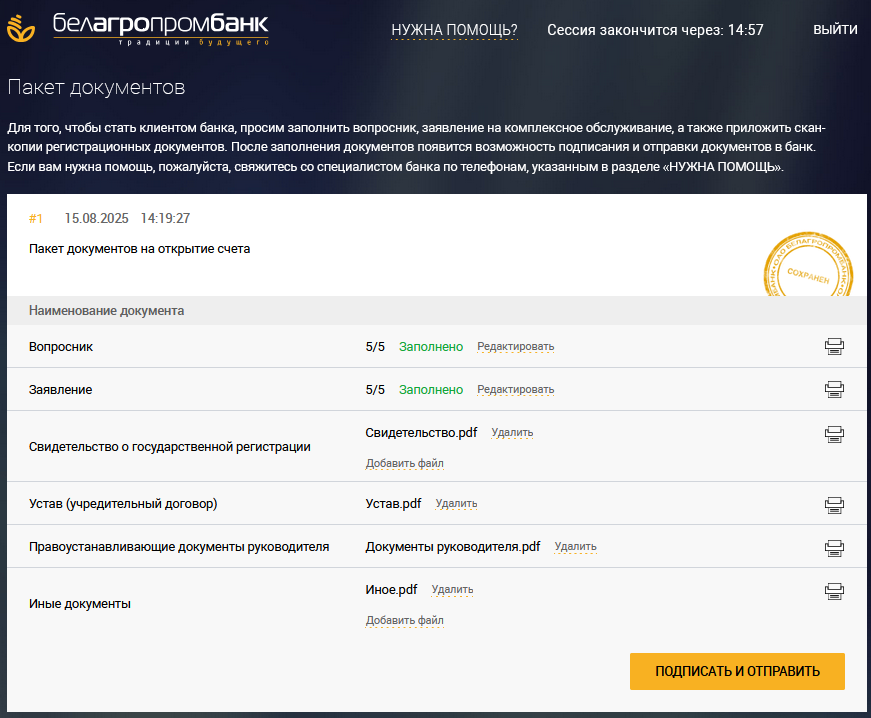 белагропромбанк
традиции будущего
НУЖНА ПОМОЩЬ?
Сессия закончится через: 14:57
ВЫЙТИ
Пакет документов
Для того, чтобы стать клиентом банка, просим заполнить вопросник, заявление на комплексное обслуживание, а также приложить скан-
копии регистрационных документов. После заполнения документов появится возможность подписания и отправки документов в банк.
Если вам нужна помощь, пожалуйста, свяжитесь со специалистом банка по телефонам, указанным в разделе «НУЖНА ПОМОЩЬ».
#1 15.08.2025 14:19:27
Пакет документов на открытие счета
ОАО БЕЛАГРОПРОМБАНК
СОХРАНЕН
Наименование документа
Вопросник 5/5 Заполнено Редактировать
Заявление 5/5 Заполнено Редактировать
Свидетельство о государственной регистрации
Свидетельство.pdf Удалить
Добавить файл
Устав (учредительный договор) Устав.pdf Удалить
Правоустанавливающие документы руководителя Документы руководителя.pdf Удалить
Иные документы
Иное.pdf Удалить
Добавить файл
ПОДПИСАТЬ И ОТПРАВИТЬ